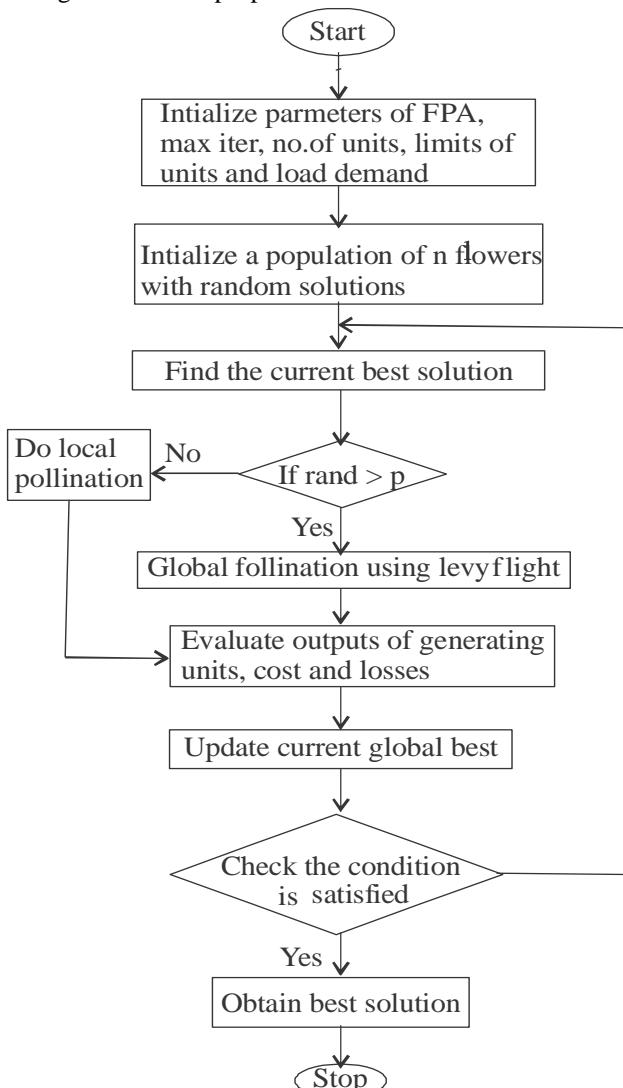 Start
Intialize parmeters of FPA,
max iter, no.of units, limits of
units and load demand
Intialize a population of n flowers
with random solutions
Find the current best solution
If rand > p
No
Do local
pollination
Yes
Global follination using levyflight
Evaluate outputs of generating
units, cost and losses
Update current global best
Check the condition
is satisfied
Yes
Obtain best solution
Stop